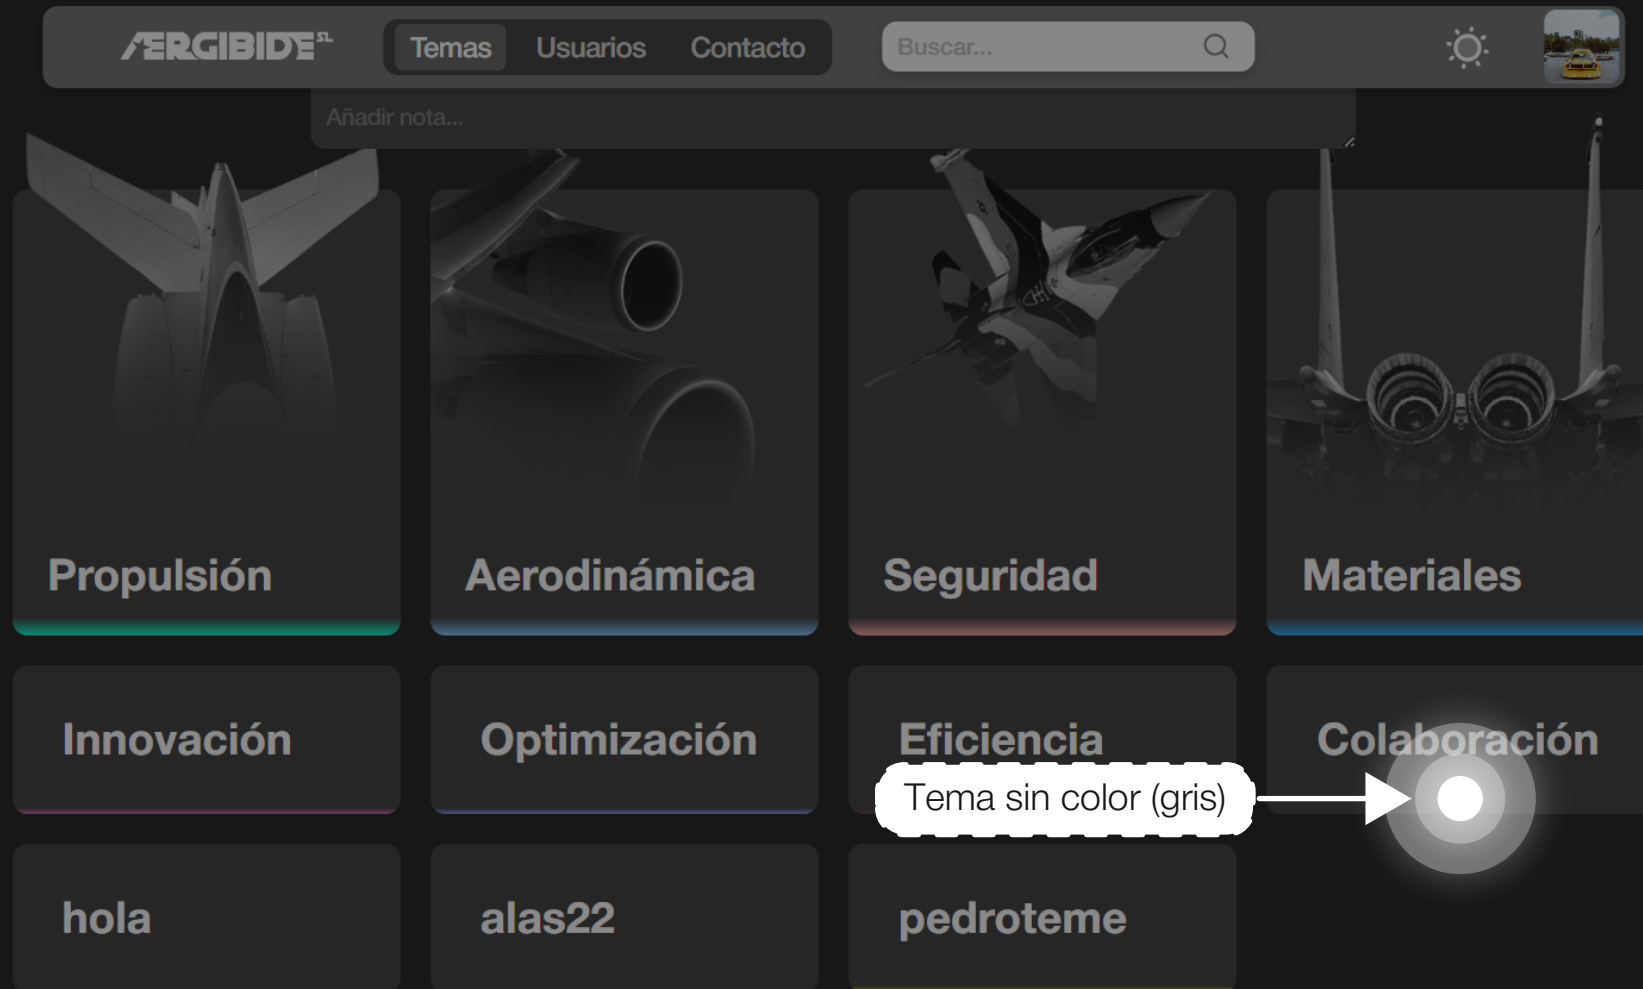 ÆRGIBIDE SL
Temas Usuarios Contacto
Buscar...
Añadir nota...
Propulsión Aerodinámica Seguridad Materiales
Innovación Optimización Eficiencia Colaboración
Tema sin color (gris)
hola alas22 pedroteme